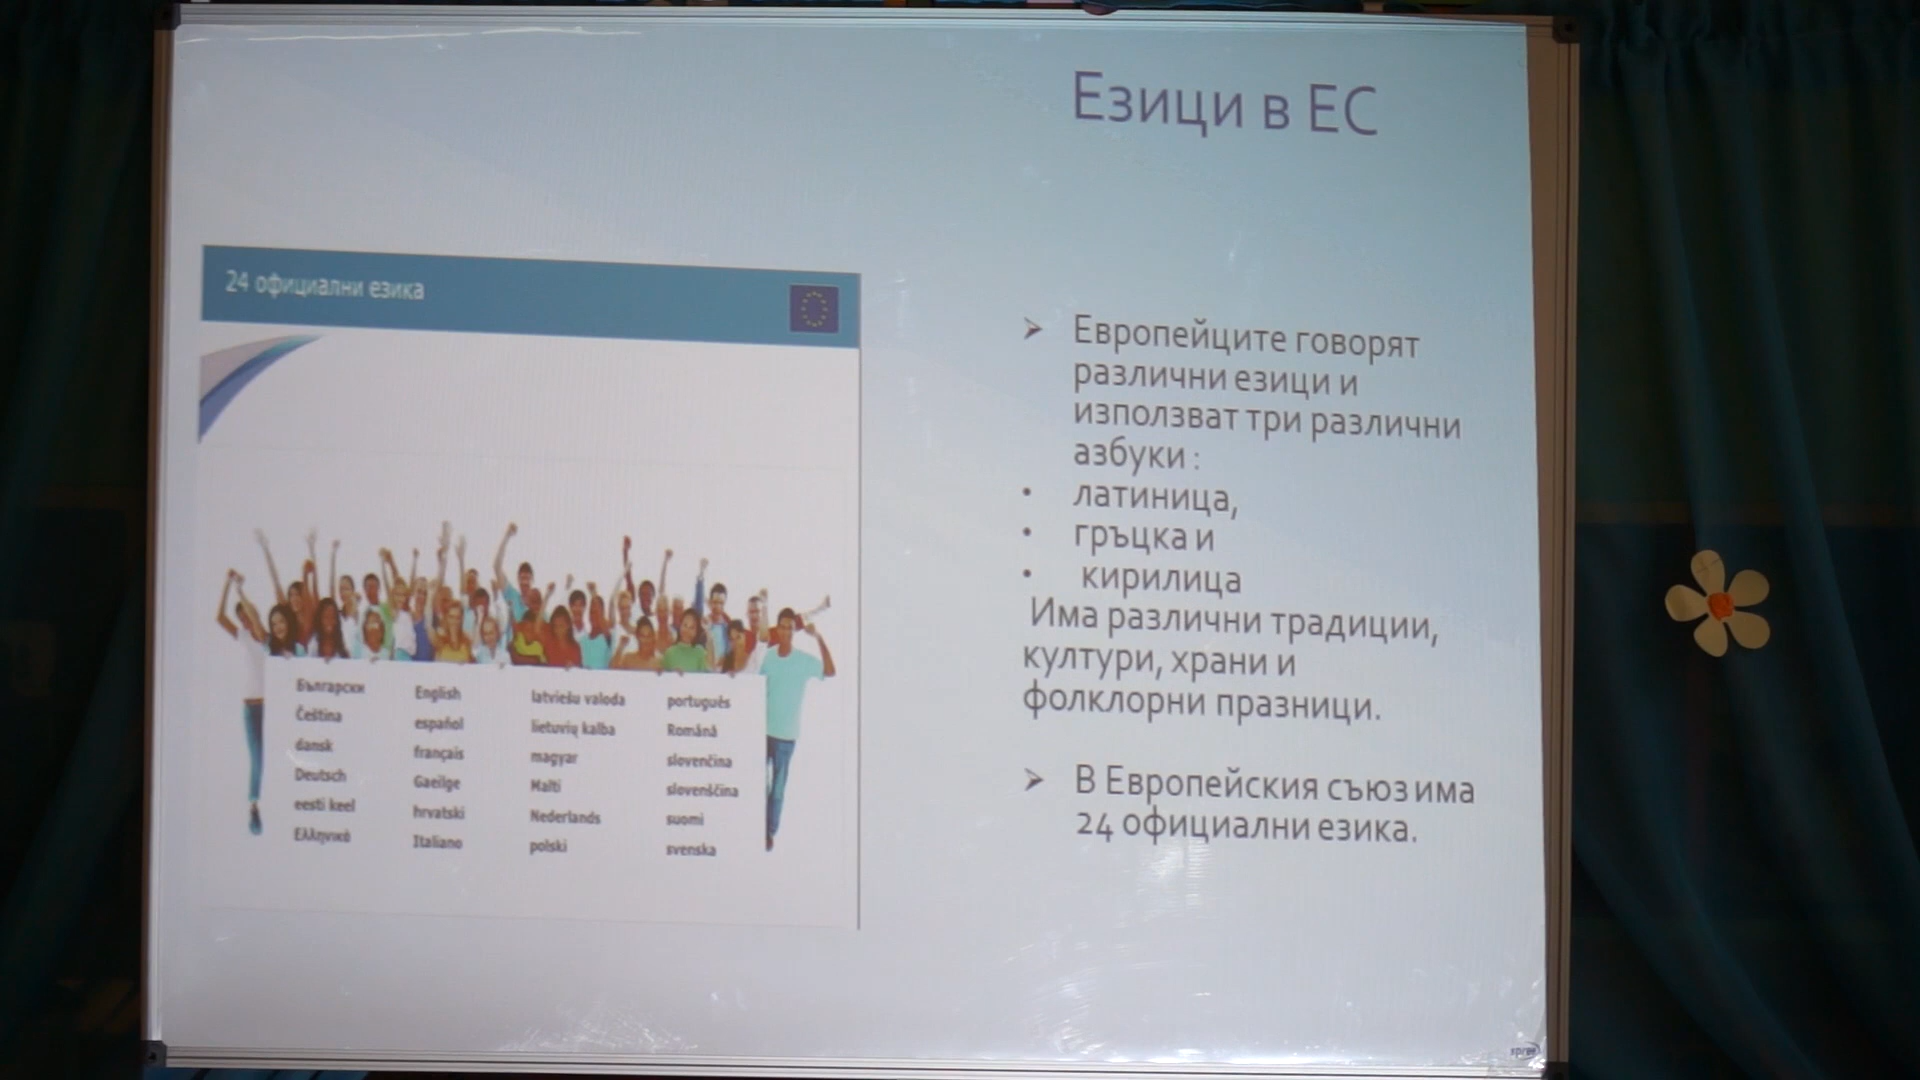 Езици в ЕС
24 официални езика
Български
Čeština
dansk
Deutsch
eesti keel
Ελληνικά
English
español
français
Gaeilge
hrvatski
Italiano
latviešu valoda
lietuvių kalba
magyar
Malti
Nederlands
polski
português
Română
slovenčina
slovenščina
suomi
svenska
➢ Европейците говорят
различни езици и
използват три различни
азбуки :
• латиница,
• гръцка и
• кирилица
Има различни традиции,
култури, храни и
фолклорни празници.
➢ В Европейския съюз има
24 официални езика.